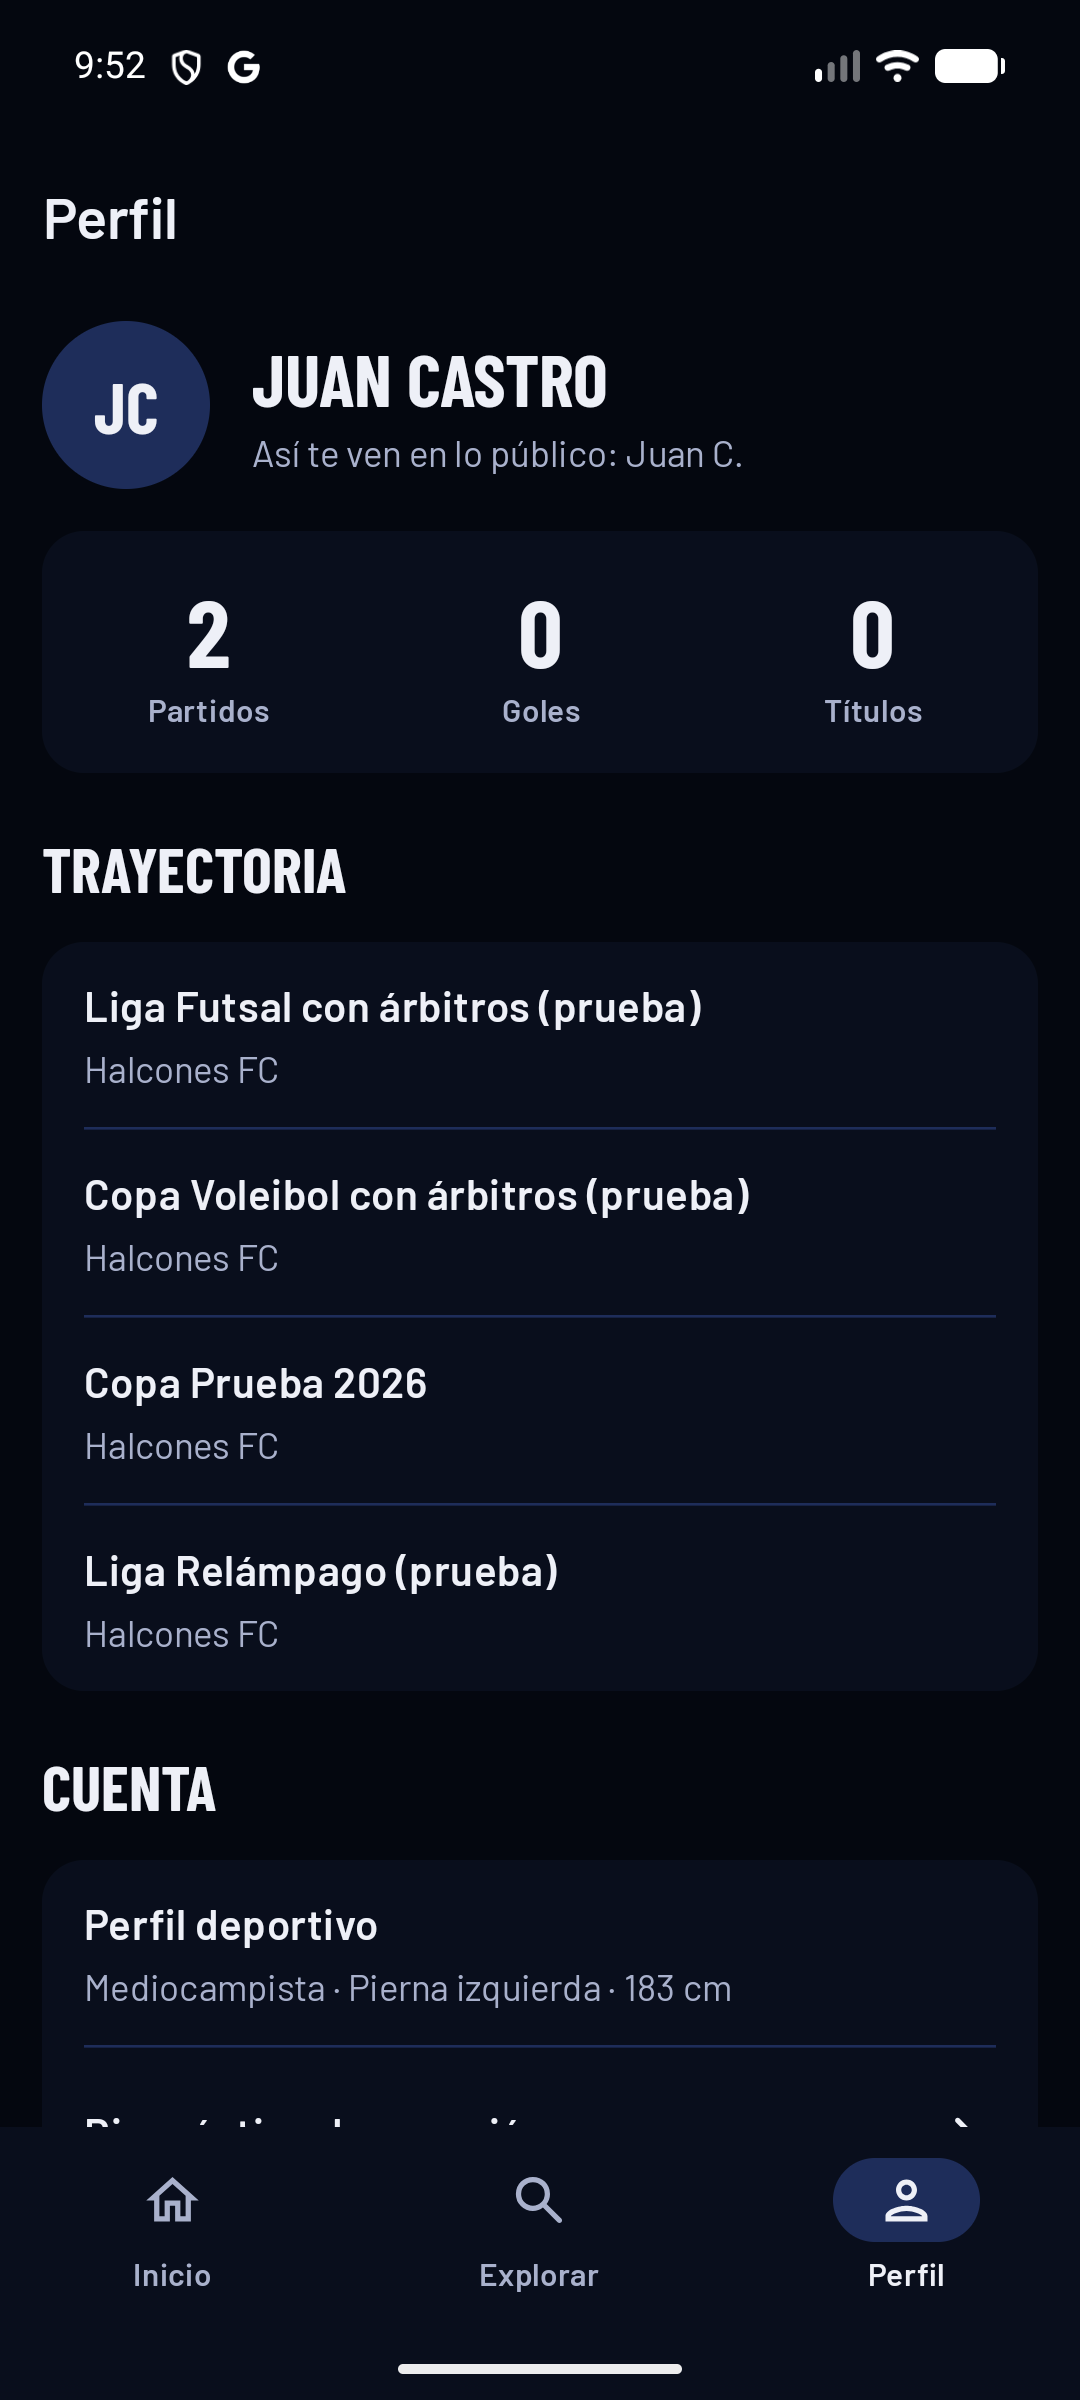 9:52
Perfil
JC
JUAN CASTRO
Así te ven en lo público: Juan C.
2 0 0
Partidos Goles Títulos
TRAYECTORIA
Liga Futsal con árbitros (prueba)
Halcones FC
Copa Voleibol con árbitros (prueba)
Halcones FC
Copa Prueba 2026
Halcones FC
Liga Relámpago (prueba)
Halcones FC
CUENTA
Perfil deportivo
Mediocampista · Pierna izquierda · 183 cm
Inicio Explorar Perfil